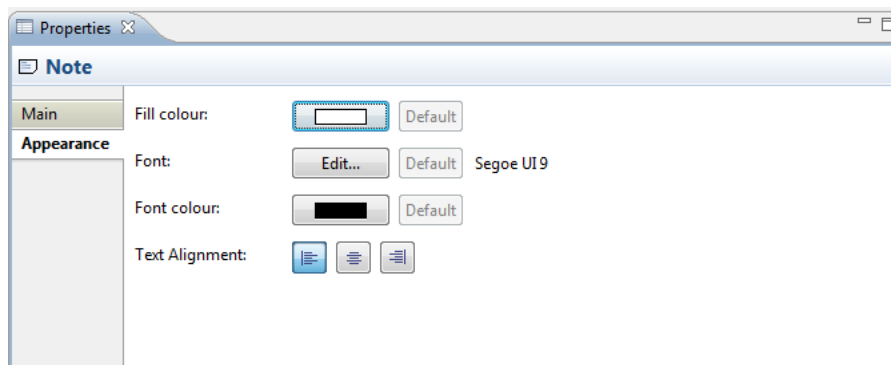 Properties
Note
Main
Appearance
Fill colour: Default
Font: Edit... Default Segoe UI 9
Font colour: Default
Text Alignment: